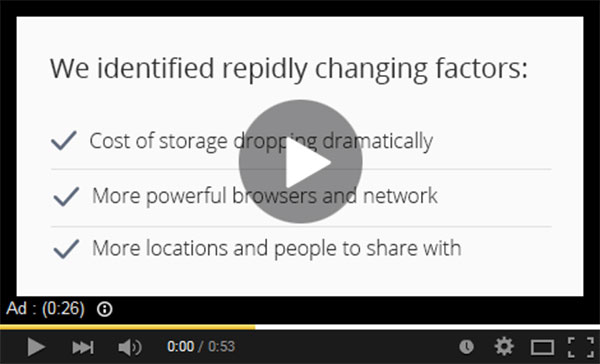 We identified repidly changing factors:
Cost of storage dropping dramatically
More powerful browsers and network
More locations and people to share with
Ad : (0:26)
0:00 / 0:53